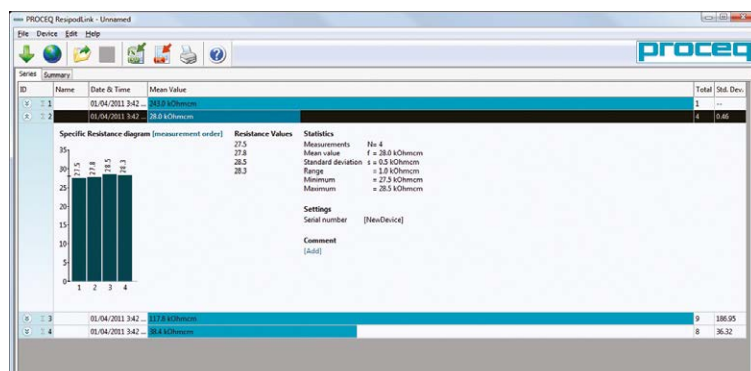 PROCEQ ResipodLink - Unnamed
File Device Edit Help
proceq
Series Summary
ID Name Date & Time Mean Value Total Std. Dev.
Σ 1 01/04/2011 3:42 ... 243.0 kOhmcm 1 --
Σ 2 01/04/2011 3:42 ... 28.0 kOhmcm 4 0.46
Specific Resistance diagram [measurement order] Resistance Values Statistics
27.5 Measurements N= 4
27.8 Mean value f = 28.0 kOhmcm
28.5 Standard deviation s = 0.5 kOhmcm
28.3 Range = 1.0 kOhmcm
Minimum = 27.5 kOhmcm
Maximum = 28.5 kOhmcm
35
30
25
20
15
10
5
0
27.5 27.8 28.5 28.3
1 2 3 4
Settings
Serial number [NewDevice]
Comment
[Add]
Σ 3 01/04/2011 3:42 ... 117.6 kOhmcm 9 186.95
Σ 4 01/04/2011 3:42 ... 38.4 kOhmcm 8 36.32